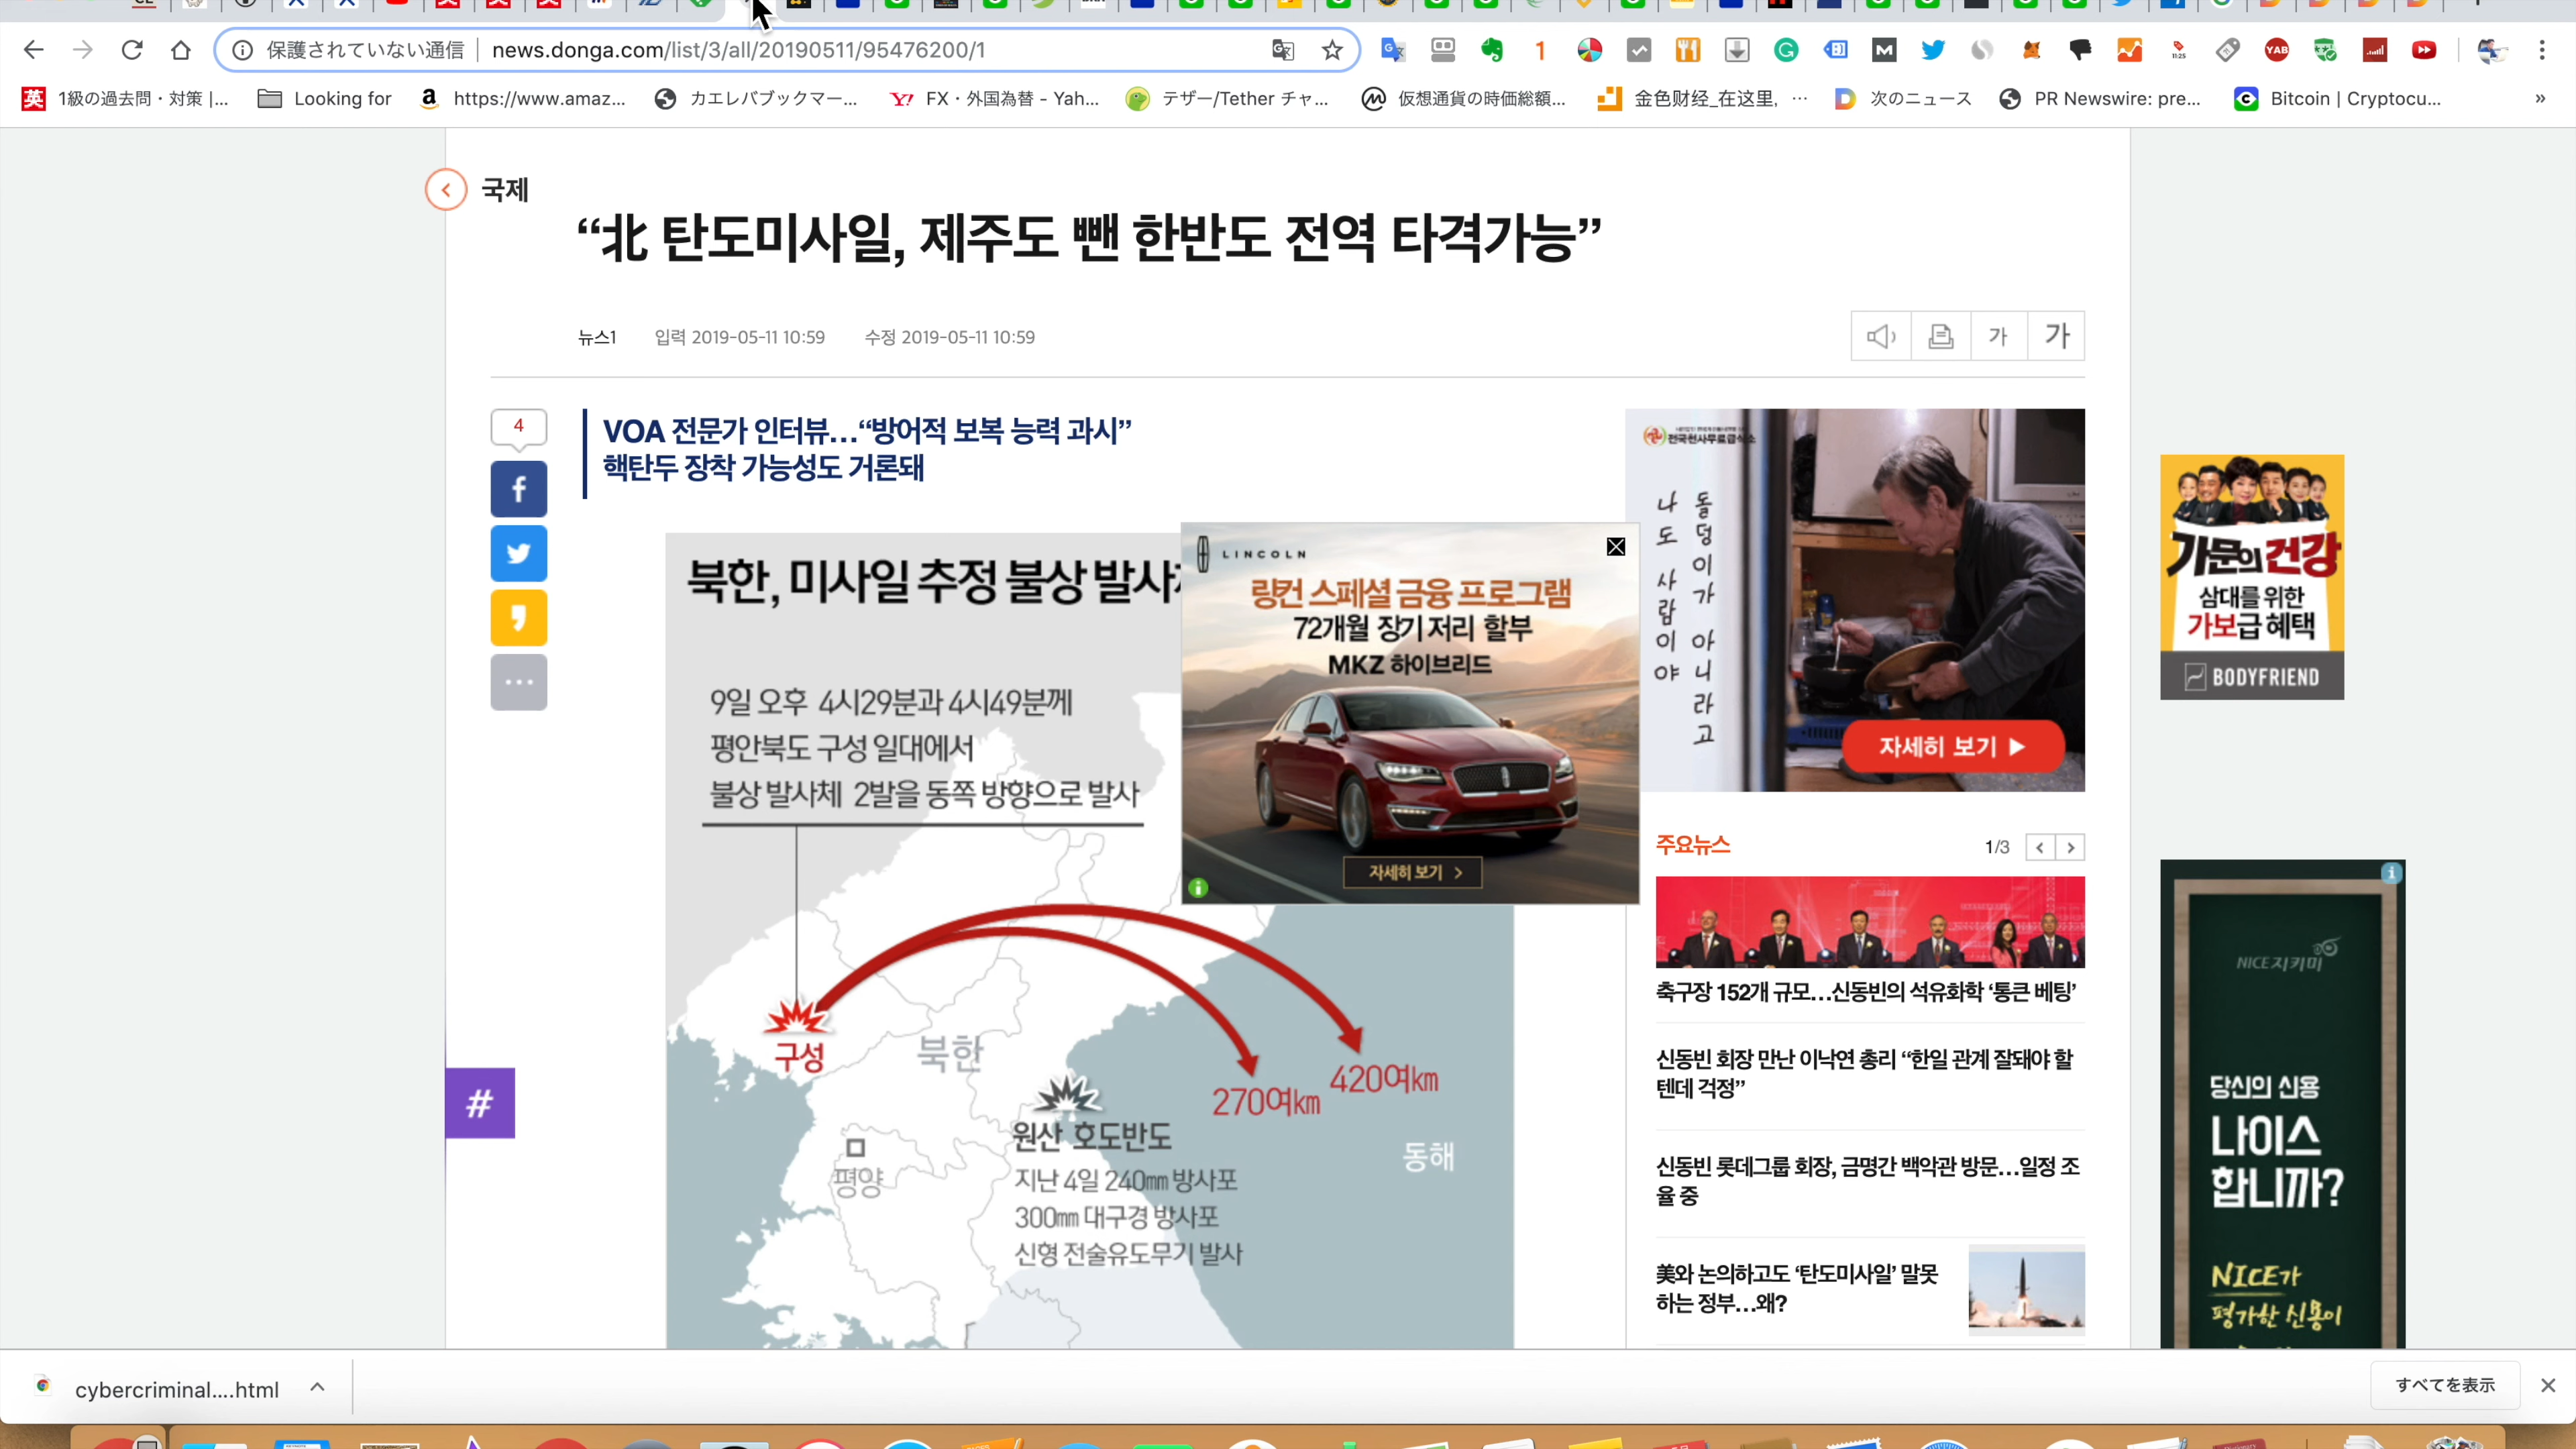 保護されていない通信
news.donga.com/list/3/all/20190511/95476200/1
1級の過去問・対策 |...
Looking for
https://www.amaz...
カエレバブックマー...
FX・外国為替 - Yah...
テザー/Tether チャ...
仮想通貨の時価総額...
金色财经_在这里, ...
次のニュース
PR Newswire: pre...
Bitcoin | Cryptocu...
국제
“北 탄도미사일, 제주도 뺀 한반도 전역 타격가능”
뉴스1 입력 2019-05-11 10:59 수정 2019-05-11 10:59
가 가
4
VOA 전문가 인터뷰…“방어적 보복 능력 과시”
핵탄두 장착 가능성도 거론돼
북한, 미사일 추정 불상 발사
9일 오후 4시29분과 4시49분께
평안북도 구성 일대에서
불상 발사체 2발을 동쪽 방향으로 발사
구성
북한
270여km
420여km
원산 호도반도
지난 4일 240mm 방사포
300mm 대구경 방사포
신형 전술유도무기 발사
평양
동해
#
LINCOLN
링컨 스페셜 금융 프로그램
72개월 장기 저리 할부
MKZ 하이브리드
자세히 보기 >
전국천사무료급식소
돌덩이가 아니라고
나도 사람이야
자세히 보기 ▶
주요뉴스
1/3
축구장 152개 규모…신동빈의 석유화학 ‘통큰 베팅’
신동빈 회장 만난 이낙연 총리 “한일 관계 잘돼야 할
텐데 걱정”
신동빈 롯데그룹 회장, 금명간 백악관 방문…일정 조
율 중
美와 논의하고도 ‘탄도미사일’ 말못
하는 정부…왜?
가문의 건강
삼대를 위한
가보급 혜택
BODYFRIEND
NICE지키미
당신의 신용
나이스
합니까?
NICE가
평가한 신용이
cybercriminal....html
すべてを表示